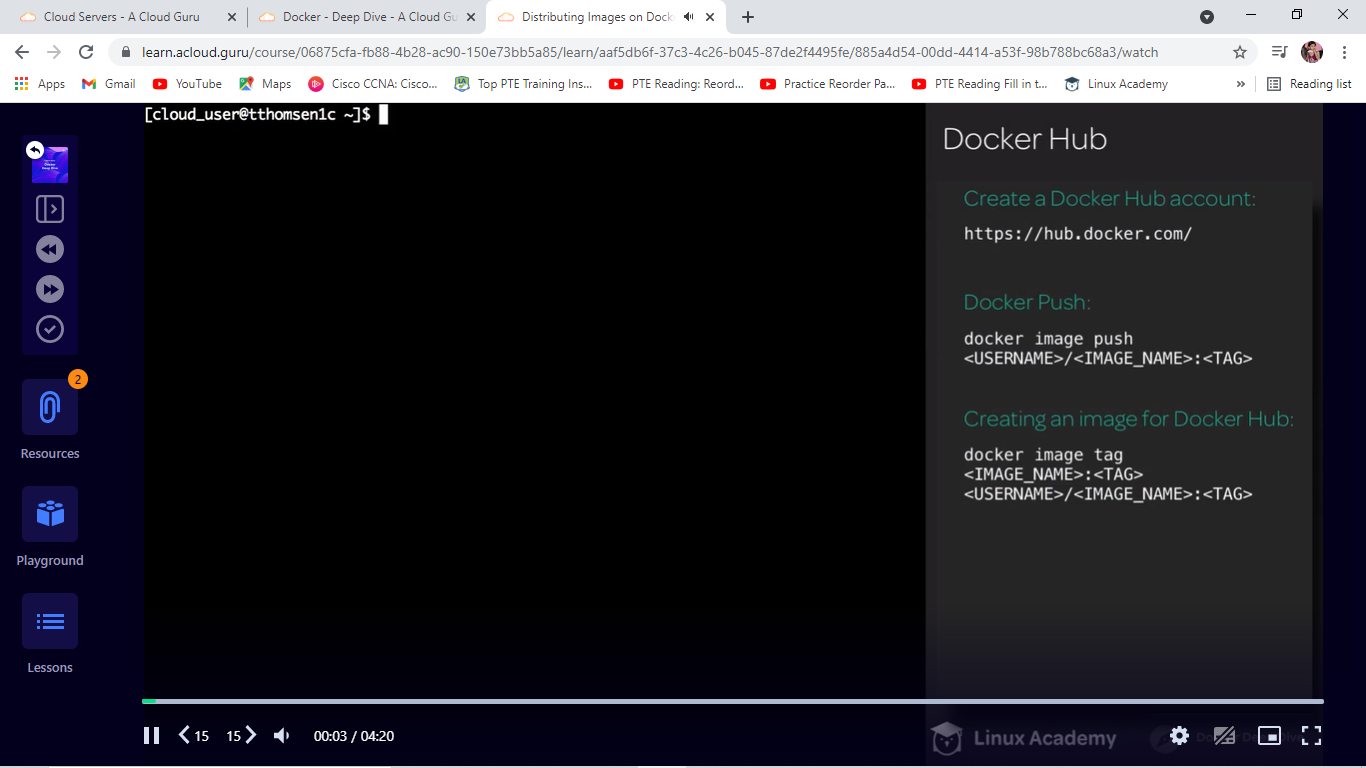 Cloud Servers - A Cloud Guru
Docker - Deep Dive - A Cloud Gu
Distributing Images on Dock
learn.acloud.guru/course/06875cfa-fb88-4b28-ac90-150e73bb5a85/learn/aaf5db6f-37c3-4c26-b045-87de2f4495fe/885a4d54-00dd-4414-a53f-98b788bc68a3/watch
Apps
Gmail
YouTube
Maps
Cisco CCNA: Cisco...
Top PTE Training Ins...
PTE Reading: Reord...
Practice Reorder Pa...
PTE Reading Fill in t...
Linux Academy
»
Reading list
[cloud_user@tthomsen1c ~]$
Docker Hub
Create a Docker Hub account:
https://hub.docker.com/
Docker Push:
docker image push
<USERNAME>/<IMAGE_NAME>:<TAG>
Creating an image for Docker Hub:
docker image tag
<IMAGE_NAME>:<TAG>
<USERNAME>/<IMAGE_NAME>:<TAG>
2
Resources
Playground
Lessons
15
15
00:03 / 04:20
Linux Academy